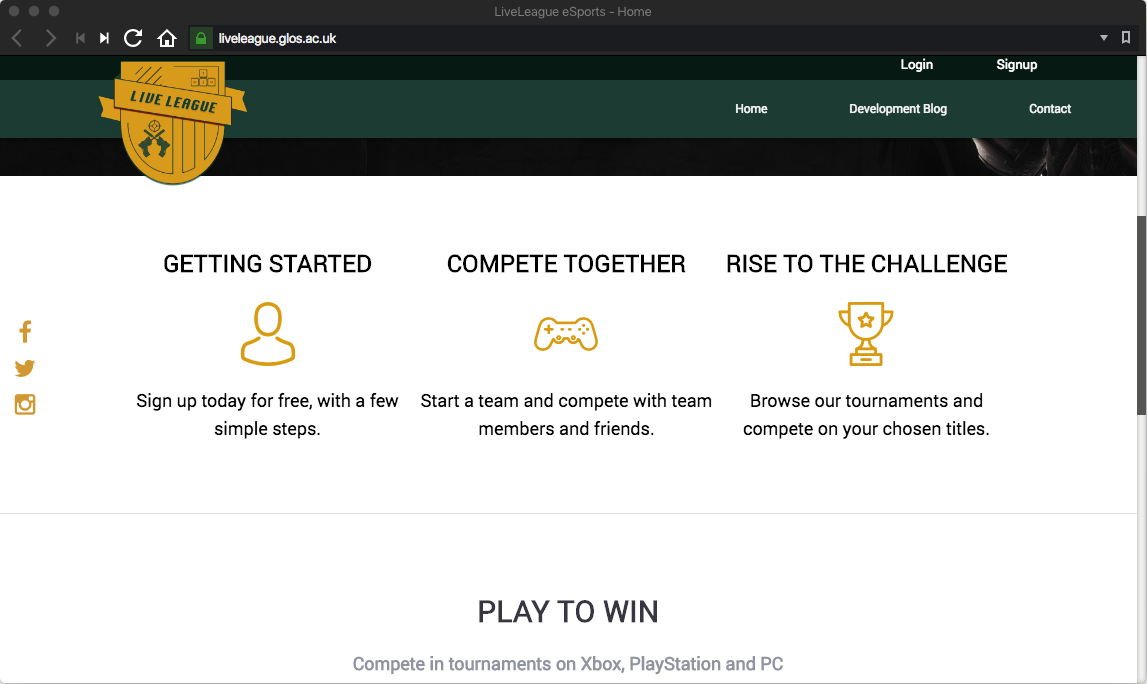 LiveLeague eSports - Home
liveleague.glos.ac.uk
Login Signup
LIVE LEAGUE
Home Development Blog Contact
GETTING STARTED COMPETE TOGETHER RISE TO THE CHALLENGE
Sign up today for free, with a few simple steps.
Start a team and compete with team members and friends.
Browse our tournaments and compete on your chosen titles.
PLAY TO WIN
Compete in tournaments on Xbox, PlayStation and PC